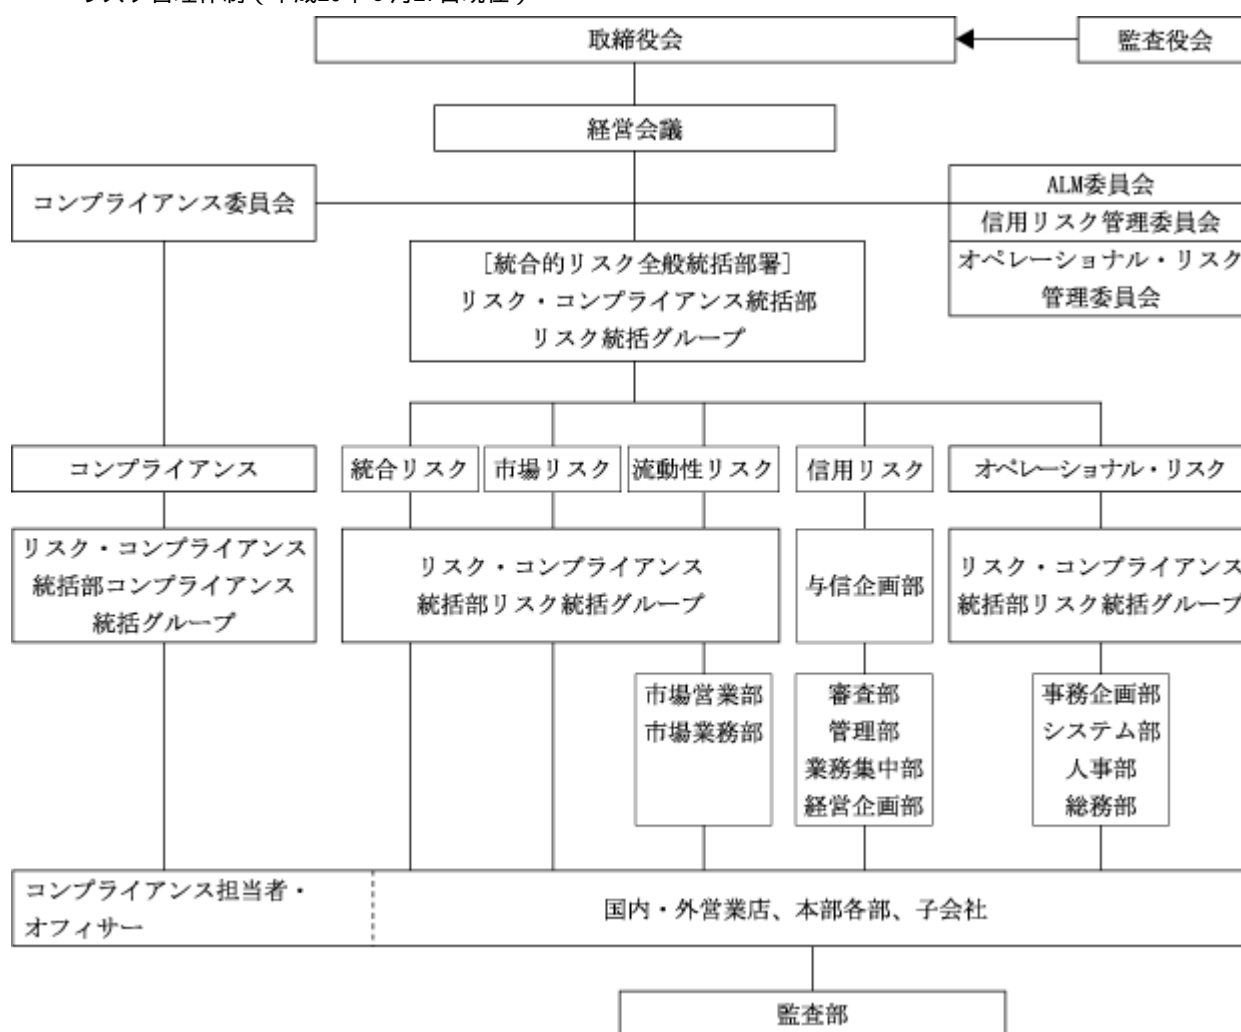 取締役会
監査役会
経営会議
コンプライアンス委員会
ALM委員会
信用リスク管理委員会
オペレーショナル・リスク
管理委員会
[統合的リスク全般統括部署]
リスク・コンプライアンス統括部
リスク統括グループ
コンプライアンス
統合リスク
市場リスク
流動性リスク
信用リスク
オペレーショナル・リスク
リスク・コンプライアンス
統括部コンプライアンス
統括グループ
リスク・コンプライアンス
統括部リスク統括グループ
与信企画部
リスク・コンプライアンス
統括部リスク統括グループ
市場営業部
市場業務部
審査部
管理部
業務集中部
経営企画部
事務企画部
システム部
人事部
総務部
コンプライアンス担当者・
オフィサー
国内・外営業店、本部各部、子会社
監査部